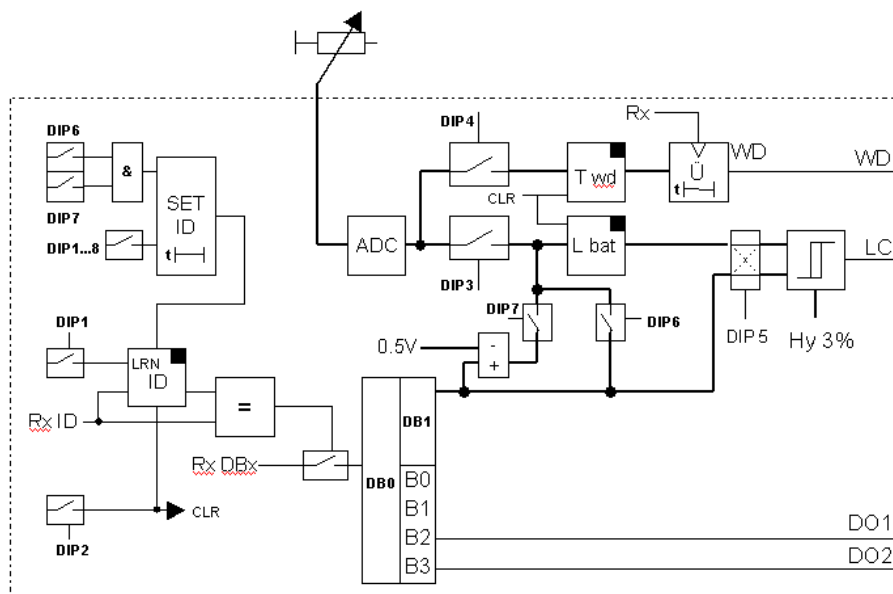 Rx
DIP6
DIP4
WD
WD
&
Ü
T wd
t
DIP7
SET
ID
CLR
DIP1...8
t
ADC
L bat
x
LC
DIP3
DIP7
DIP6
DIP1
0.5V
-
+
DIP5
Hy 3%
LRN
ID
=
DB1
Rx ID
Rx DBx
DB0
B0
B1
CLR
B2
DO1
DIP2
B3
DO2